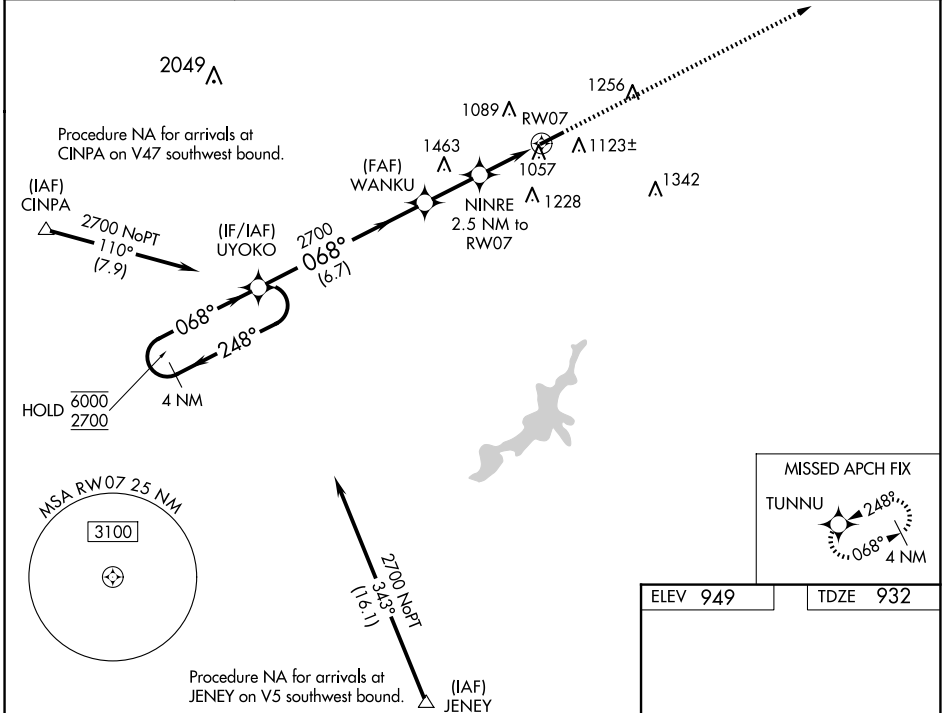 2049
1256
1089
RW07
1123±
1463
1057
1342
1228
Procedure NA for arrivals at
CINPA on V47 southwest bound.
(FAF)
WANKU
NINRE
2.5 NM to
RW07
(IAF)
CINPA
2700 NoPT
110°
(7.9)
(IF/IAF)
UYOKO
2700
068°
(6.7)
068°
248°
4 NM
HOLD 6000
2700
MSA RW07 25 NM
3100
2700 NoPT
343°
(16.1)
MISSED APCH FIX
TUNNU
248°
068°
4 NM
ELEV 949
TDZE 932
Procedure NA for arrivals at
JENEY on V5 southwest bound.
(IAF)
JENEY